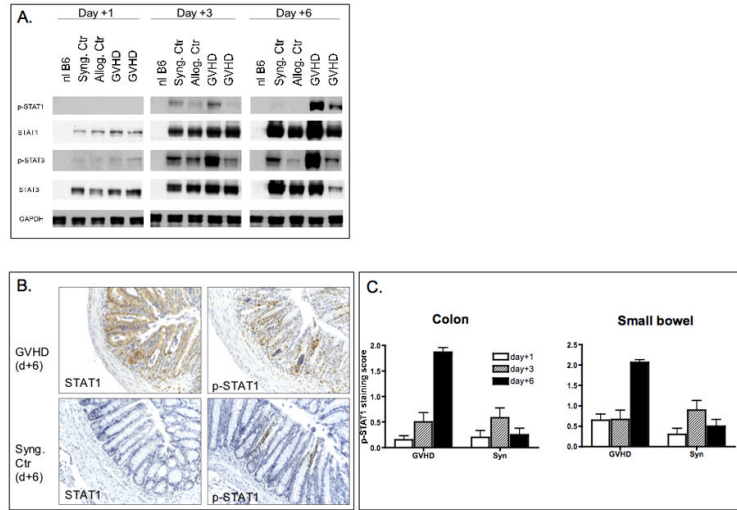 A.
Day +1 Day +3 Day +6
nl B6 Syng. Ctr Allog. Ctr GVHD GVHD nl B6 Syng. Ctr Allog. Ctr GVHD GVHD nl B6 Syng. Ctr Allog. Ctr GVHD GVHD
p-STAT1
STAT1
p-STAT3
STAT3
GAPDH
B.
GVHD
(d+6)
STAT1 p-STAT1
Syng.
Ctr
(d+6)
STAT1 p-STAT1
C.
Colon Small bowel
p-STAT1 staining score
2.0
1.5
1.0
0.5
0.0
day+1
day+3
day+6
GVHD Syn
2.5
2.0
1.5
1.0
0.5
0.0
GVHD Syn